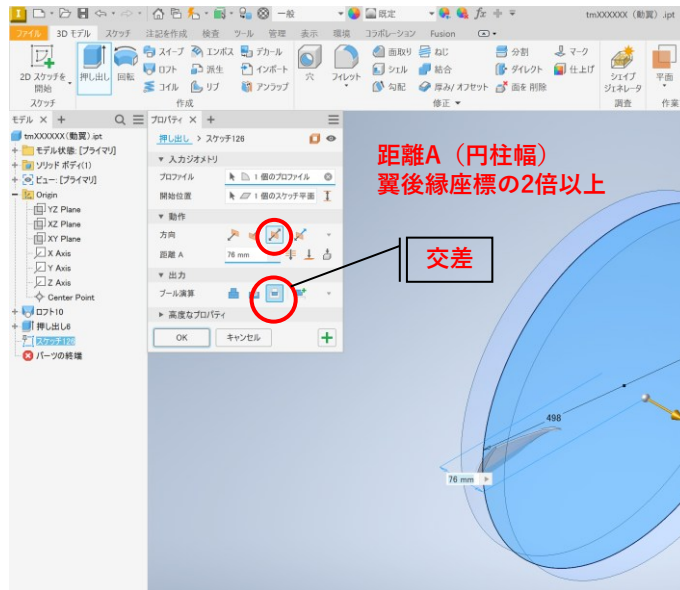 一般
既定
tmXXXXXX (動翼) .ipt
ファイル 3D モデル スケッチ 注記を作成 検査 ツール 管理 表示 環境 コラボレーション Fusion
2D スケッチを
開始
押し出し
回転
スイープ エンボス デカール
ロフト 派生 インポート
コイル リブ アンラップ
穴
フィレット
面取り ねじ
シェル 結合
勾配 厚み/オフセット
分割 マーク
ダイレクト 仕上げ
面を 削除
シェイプ
ジェネレータ
平面
スケッチ 作成 修正 調査 作業
モデル × +
tmXXXXXX(動翼).ipt
モデル状態: [プライマリ]
ソリッド ボディ(1)
ビュー: [プライマリ]
Origin
YZ Plane
XZ Plane
XY Plane
X Axis
Y Axis
Z Axis
Center Point
ロフト10
押し出し6
スケッチ126
パーツの終端
プロパティ × +
押し出し > スケッチ126
入力ジオメトリ
プロファイル 1 個のプロファイル
開始位置 1 個のスケッチ平面
動作
方向
距離 A 76 mm
出力
ブール演算
高度なプロパティ
OK キャンセル
距離A（円柱幅）
翼後縁座標の2倍以上
交差
498
76 mm